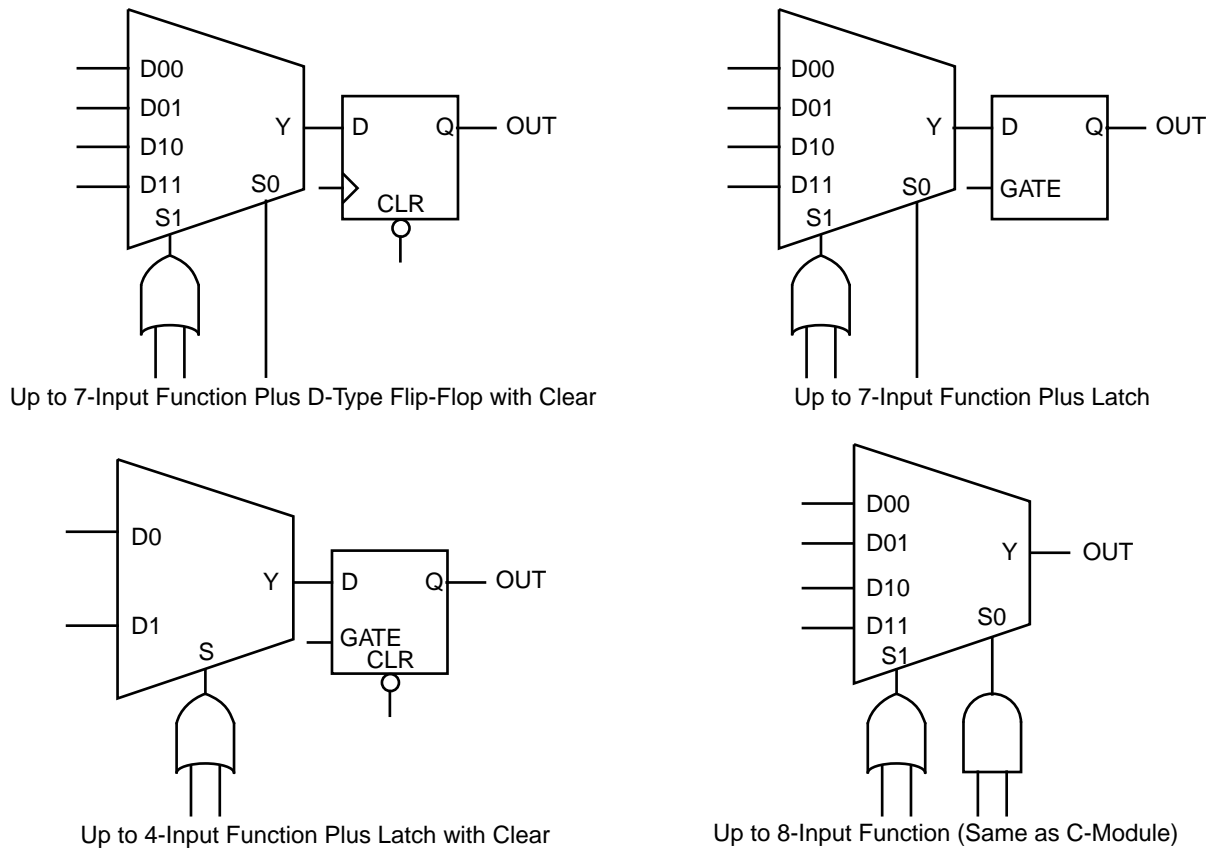 D00
D01
D10
D11
S1
S0
Y
D
Q
CLR
OUT
Up to 7-Input Function Plus D-Type Flip-Flop with Clear
D00
D01
D10
D11
S1
S0
Y
D
Q
GATE
OUT
Up to 7-Input Function Plus Latch
D0
D1
S
Y
D
Q
GATE
CLR
OUT
Up to 4-Input Function Plus Latch with Clear
D00
D01
D10
D11
S1
S0
Y
OUT
Up to 8-Input Function (Same as C-Module)